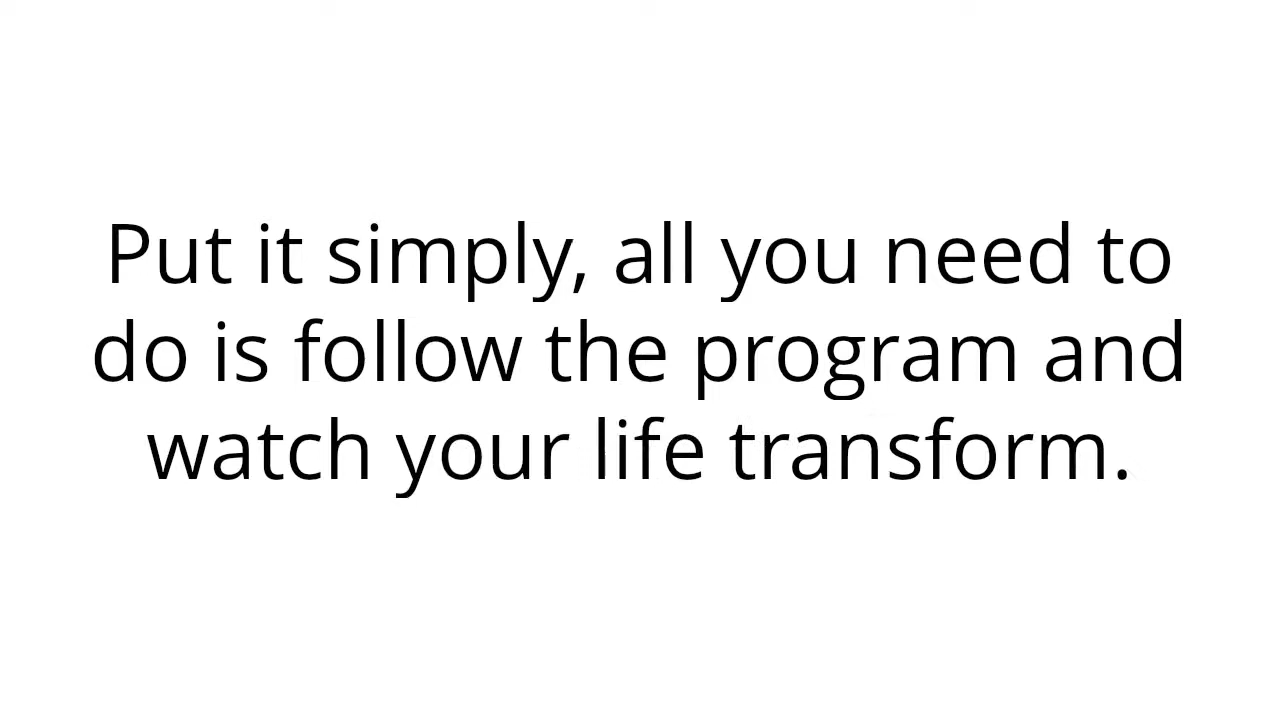 Put it simply, all you need to
do is follow the program and
watch your life transform.